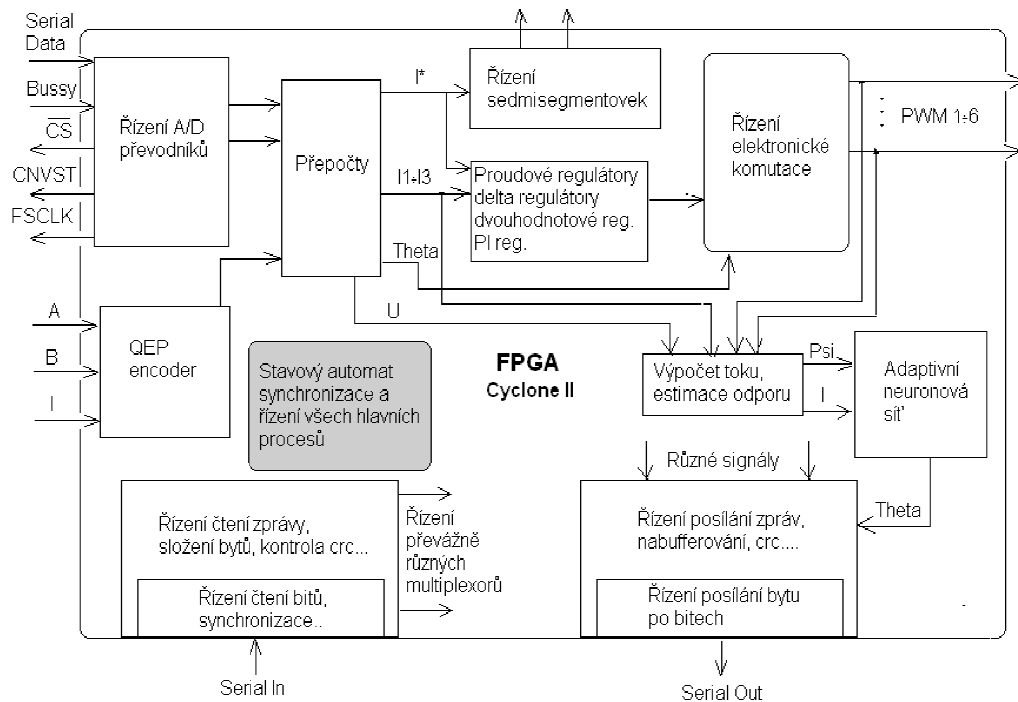 Serial
Data
Bussy
CS
CNVST
FSCLK
Řízení A/D
převodníků
Přepočty
I*
I1÷I3
Theta
U
Řízení
sedmisegmentovek
Proudové regulátory
delta regulátory
dvouhodnotové reg.
PI reg.
Řízení
elektronické
komutace
PWM 1÷6
A
B
I
QEP
encoder
Stavový automat
synchronizace a
řízení všech hlavních
procesů
FPGA
Cyclone II
Výpočet toku,
estimace odporu
Psi
I
Adaptivní
neuronová
síť
Různé signály
Theta
Řízení čtení zprávy,
složení bytů, kontrola crc...
Řízení čtení bitů,
synchronizace..
Řízení
převážně
různých
multiplexorů
Řízení posílání zpráv,
nabufferování, crc....
Řízení posílání bytu
po bitech
Serial In
Serial Out